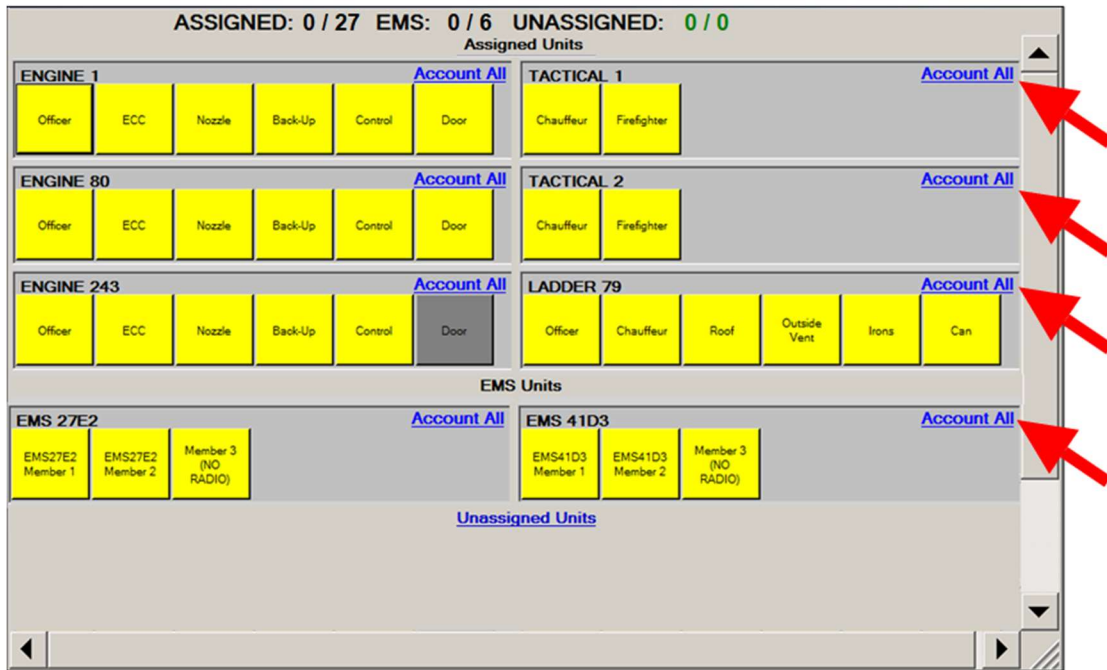 ASSIGNED: 0 / 27 EMS: 0 / 6 UNASSIGNED: 0 / 0
Assigned Units
ENGINE 1 Account All
Officer ECC Nozzle Back-Up Control Door
TACTICAL 1 Account All
Chauffeur Firefighter
ENGINE 80 Account All
Officer ECC Nozzle Back-Up Control Door
TACTICAL 2 Account All
Chauffeur Firefighter
ENGINE 243 Account All
Officer ECC Nozzle Back-Up Control Door
LADDER 79 Account All
Officer Chauffeur Roof Outside Vent Irons Can
EMS Units
EMS 27E2 Account All
EMS27E2 Member 1 EMS27E2 Member 2 Member 3 (NO RADIO)
EMS 41D3 Account All
EMS41D3 Member 1 EMS41D3 Member 2 Member 3 (NO RADIO)
Unassigned Units